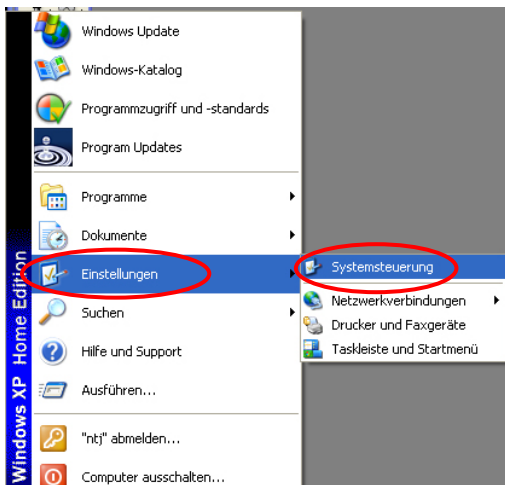 Windows Update
Windows-Katalog
Programmzugriff und -standards
Program Updates
Programme
Dokumente
Einstellungen
Suchen
Hilfe und Support
Ausführen...
"ntj" abmelden...
Computer ausschalten...
Systemsteuerung
Netzwerkverbindungen
Drucker und Faxgeräte
Taskleiste und Startmenü
Windows XP Home Edition